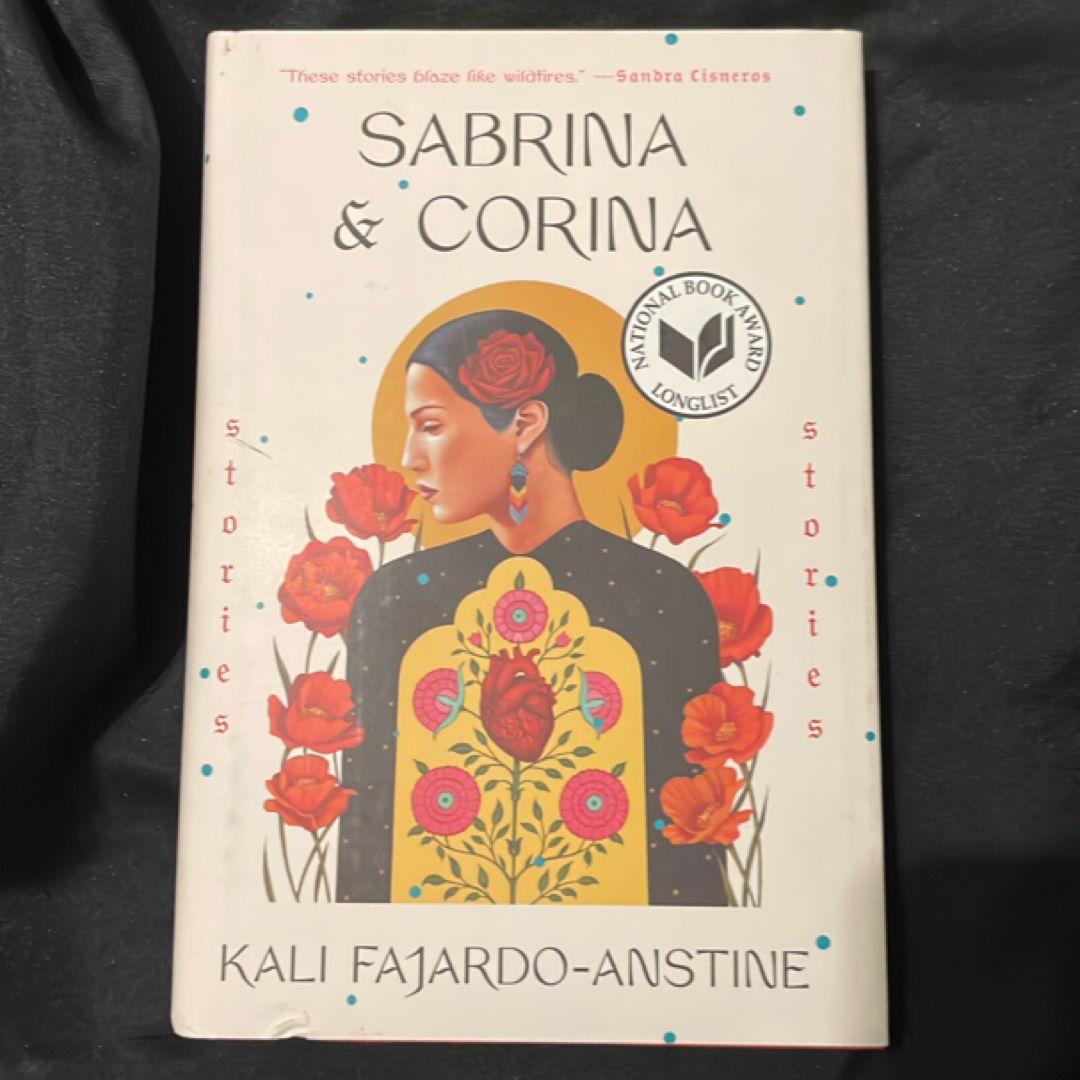 "These stories blaze like wildfires." —Sandra Cisneros
SABRINA
& CORINA
NATIONAL BOOK AWARD
LONGLIST
stories
stories
KALI FAJARDO-ANSTINE